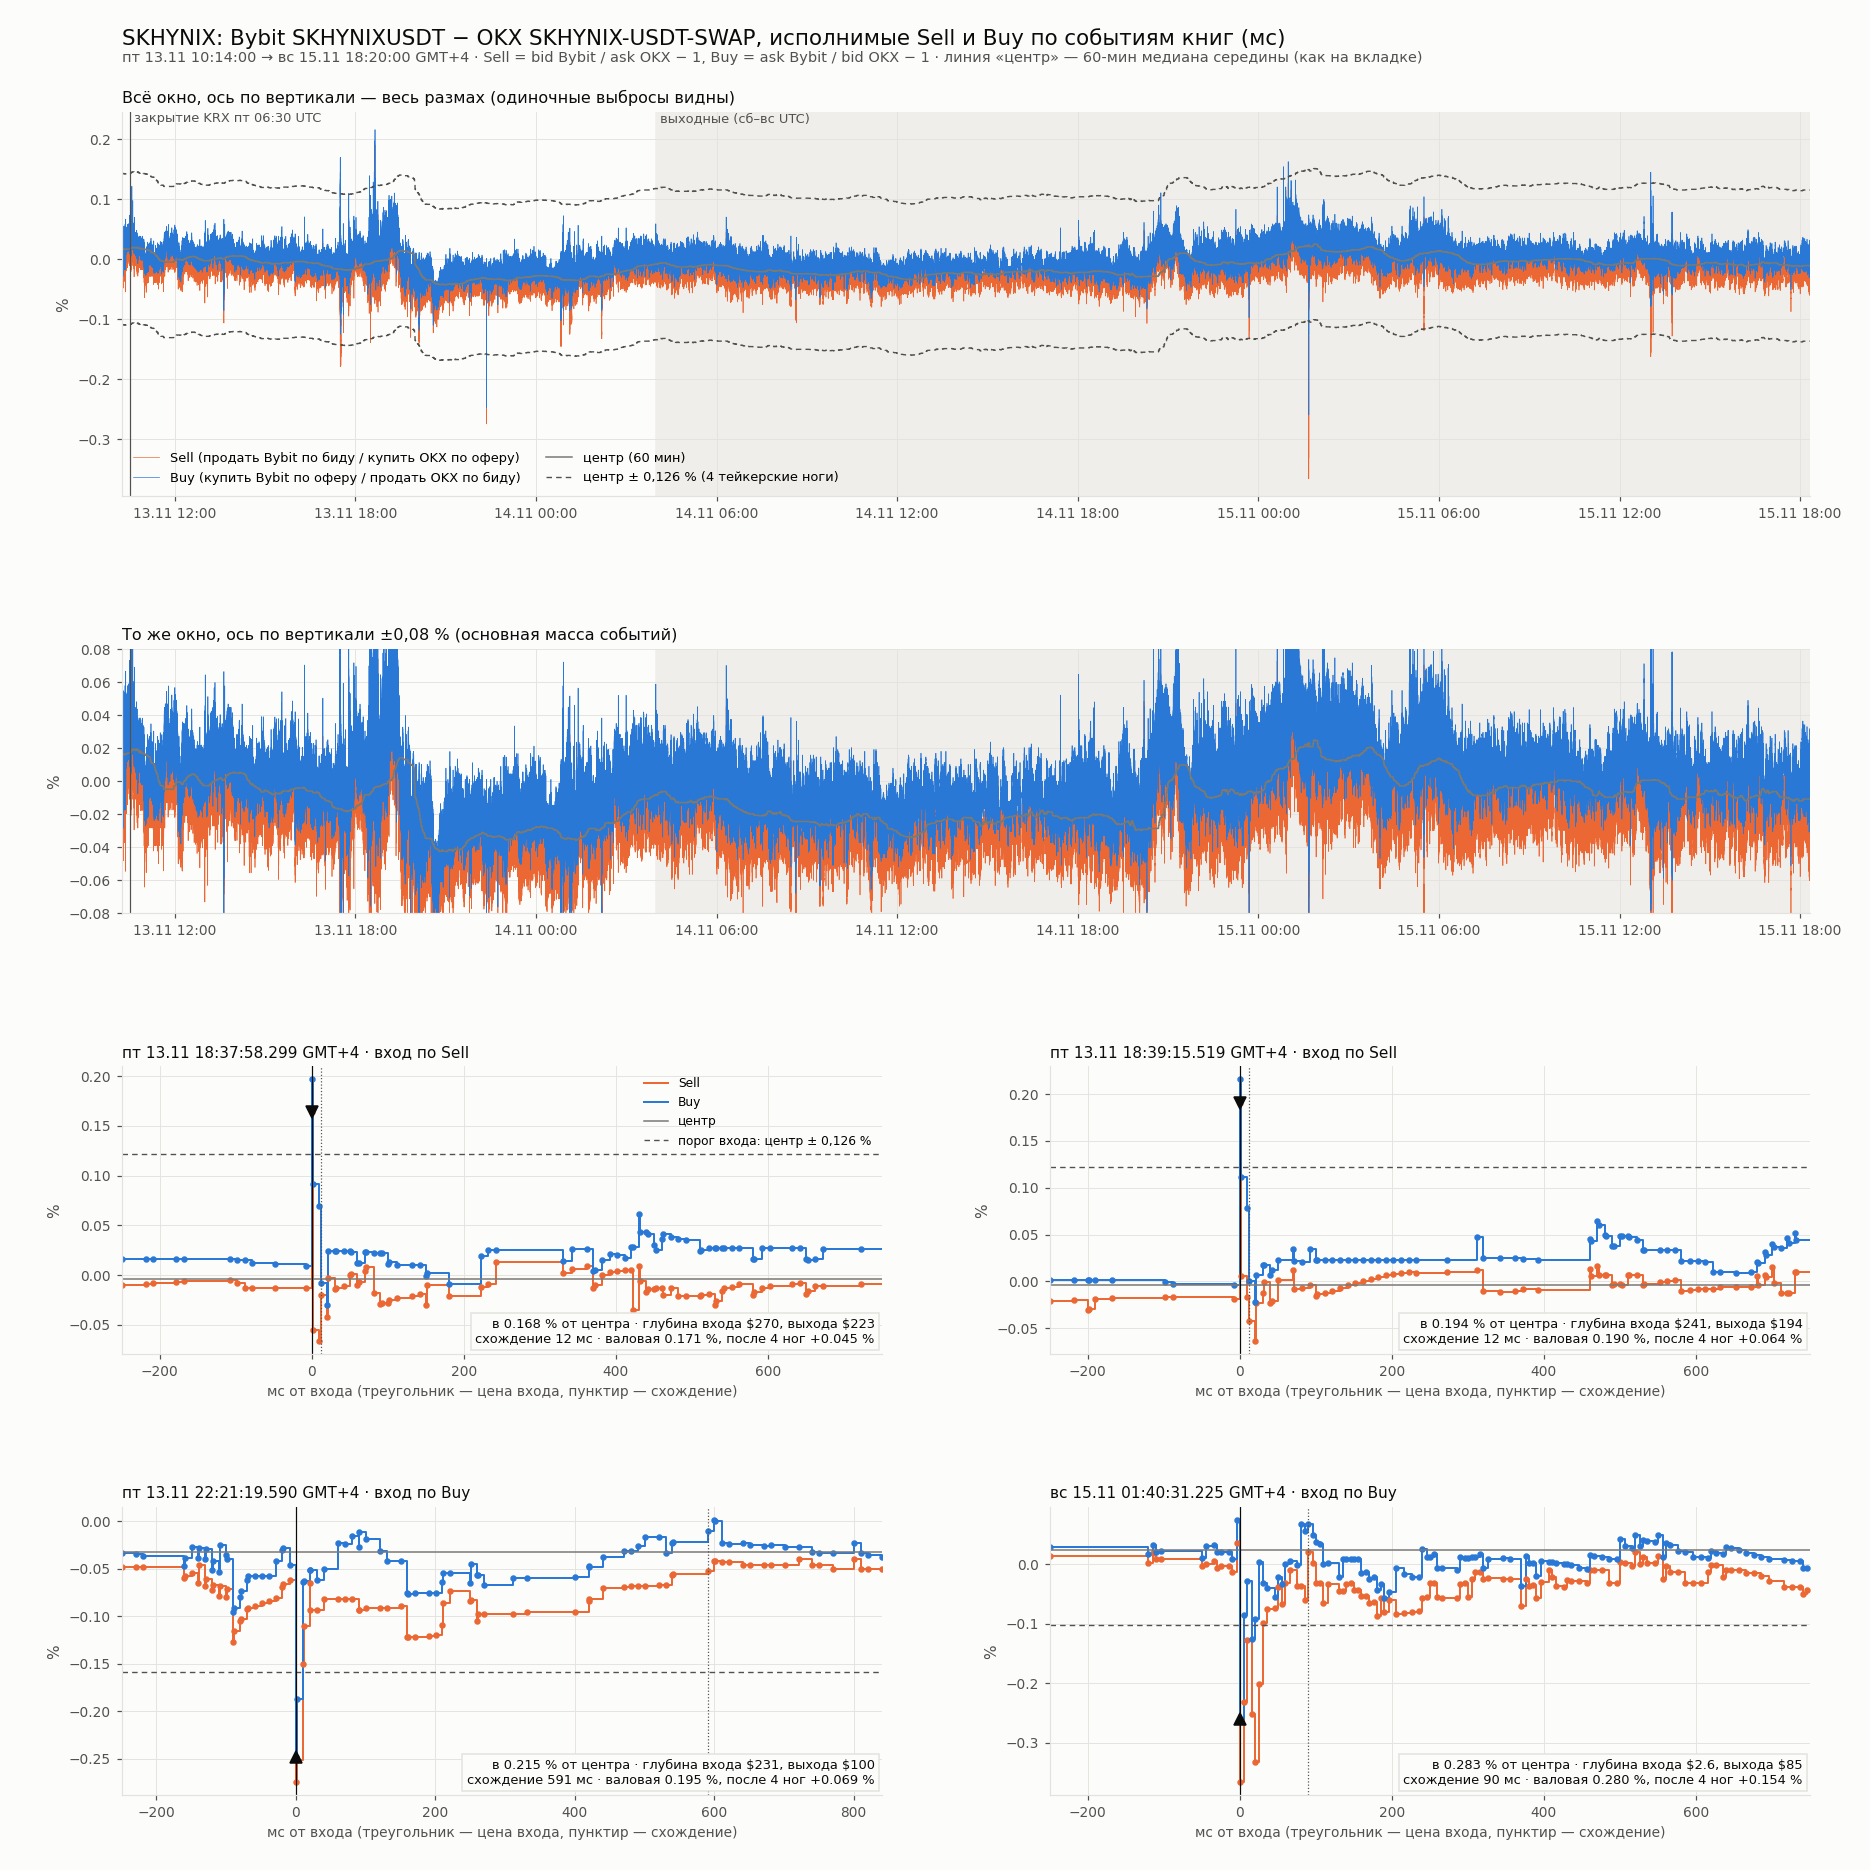 SKHYNIX: Bybit SKHYNIXUSDT − OKX SKHYNIX-USDT-SWAP, исполнимые Sell и Buy по событиям книг (мс)
пт 13.11 10:14:00 → вс 15.11 18:20:00 GMT+4 · Sell = bid Bybit / ask OKX − 1, Buy = ask Bybit / bid OKX − 1 · линия «центр» — 60-мин медиана середины (как на вкладке)
Всё окно, ось по вертикали — весь размах (одиночные выбросы видны)
закрытие KRX пт 06:30 UTC
выходные (сб–вс UTC)
0.2
0.1
0.0
−0.1
−0.2
−0.3
%
Sell (продать Bybit по биду / купить OKX по оферу)
Buy (купить Bybit по оферу / продать OKX по биду)
центр (60 мин)
центр ± 0,126 % (4 тейкерские ноги)
13.11 12:00 13.11 18:00 14.11 00:00 14.11 06:00 14.11 12:00 14.11 18:00 15.11 00:00 15.11 06:00 15.11 12:00 15.11 18:00
То же окно, ось по вертикали ±0,08 % (основная масса событий)
0.08
0.06
0.04
0.02
0.00
−0.02
−0.04
−0.06
−0.08
%
13.11 12:00 13.11 18:00 14.11 00:00 14.11 06:00 14.11 12:00 14.11 18:00 15.11 00:00 15.11 06:00 15.11 12:00 15.11 18:00
пт 13.11 18:37:58.299 GMT+4 · вход по Sell
0.20
0.15
0.10
0.05
0.00
−0.05
%
Sell
Buy
центр
порог входа: центр ± 0,126 %
в 0.168 % от центра · глубина входа $270, выхода $223
схождение 12 мс · валовая 0.171 %, после 4 ног +0.045 %
−200 0 200 400 600
мс от входа (треугольник — цена входа, пунктир — схождение)
пт 13.11 18:39:15.519 GMT+4 · вход по Sell
0.20
0.15
0.10
0.05
0.00
−0.05
%
в 0.194 % от центра · глубина входа $241, выхода $194
схождение 12 мс · валовая 0.190 %, после 4 ног +0.064 %
−200 0 200 400 600
мс от входа (треугольник — цена входа, пунктир — схождение)
пт 13.11 22:21:19.590 GMT+4 · вход по Buy
0.00
−0.05
−0.10
−0.15
−0.20
−0.25
%
в 0.215 % от центра · глубина входа $231, выхода $100
схождение 591 мс · валовая 0.195 %, после 4 ног +0.069 %
−200 0 200 400 600 800
мс от входа (треугольник — цена входа, пунктир — схождение)
вс 15.11 01:40:31.225 GMT+4 · вход по Buy
0.0
−0.1
−0.2
−0.3
%
в 0.283 % от центра · глубина входа $2.6, выхода $85
схождение 90 мс · валовая 0.280 %, после 4 ног +0.154 %
−200 0 200 400 600
мс от входа (треугольник — цена входа, пунктир — схождение)